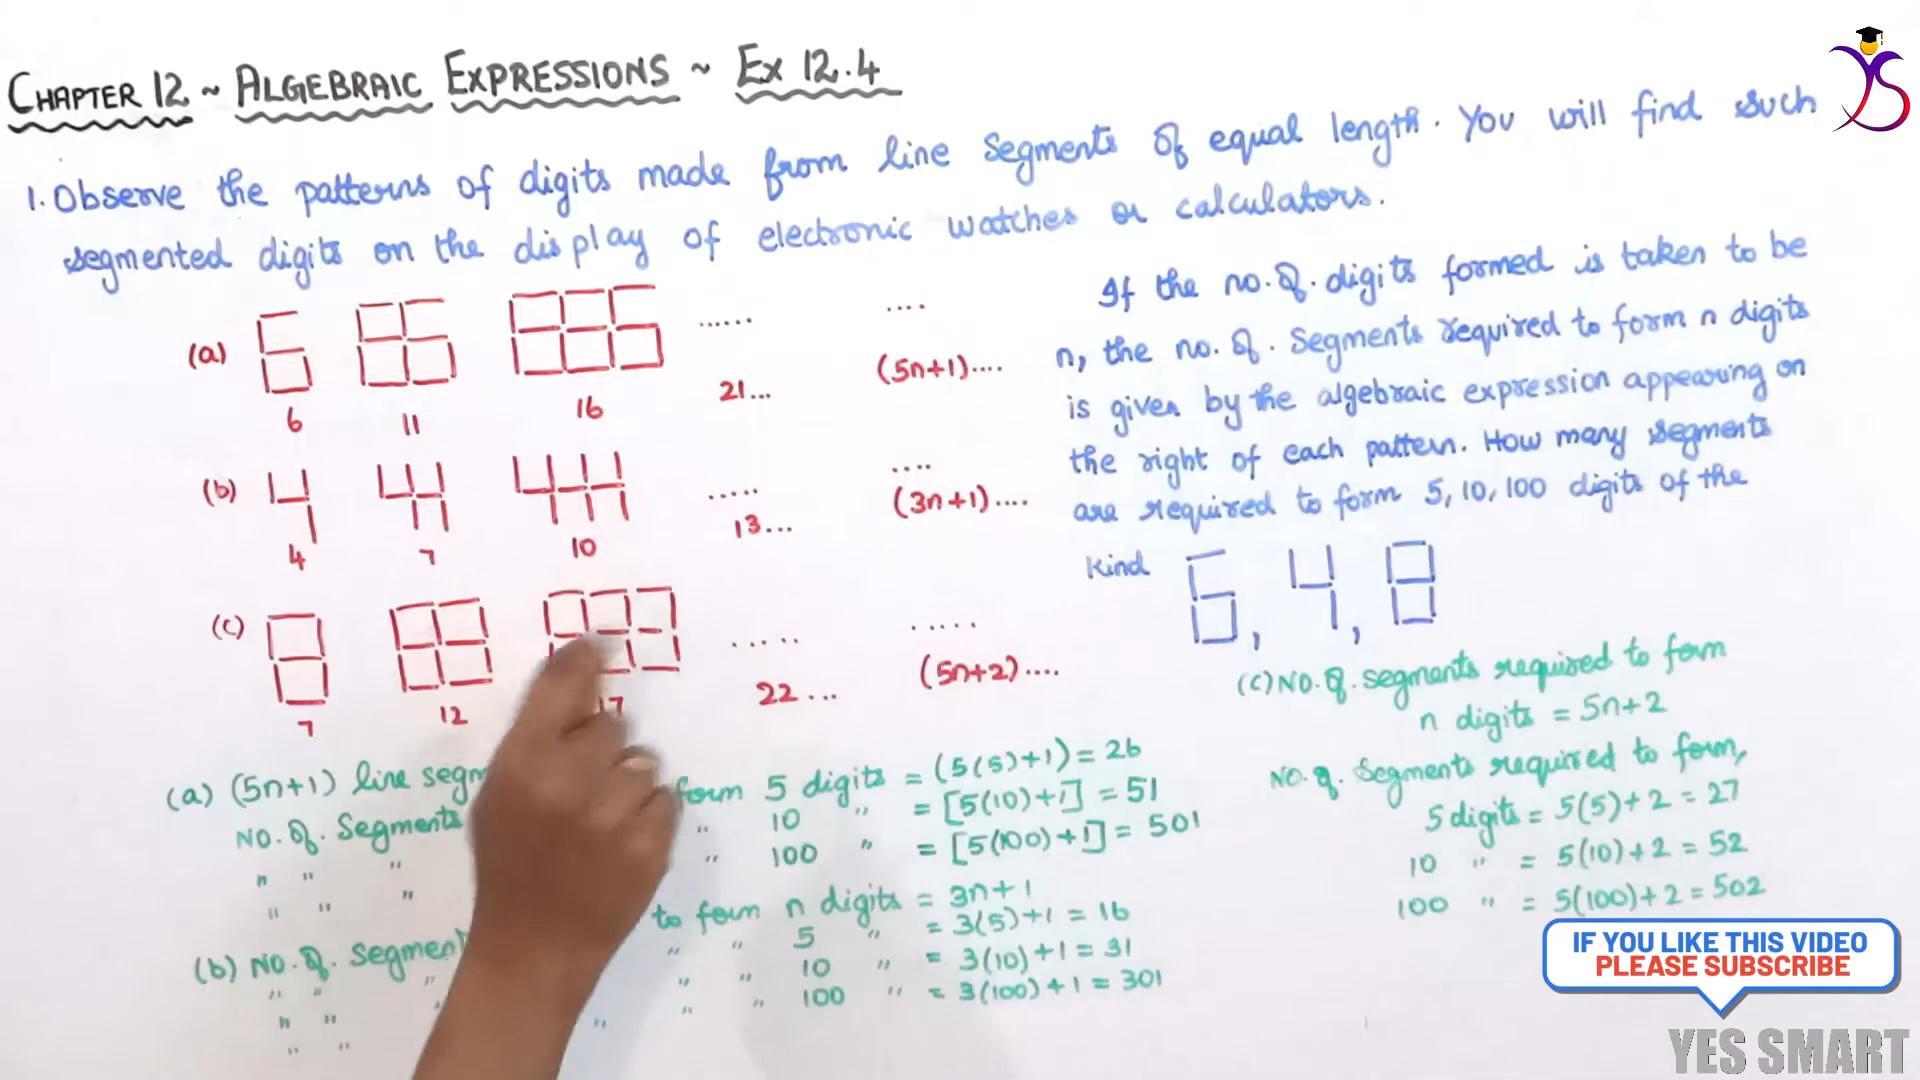 CHAPTER 12 ~ ALGEBRAIC EXPRESSIONS ~ EX 12.4
1. Observe the patterns of digits made from line segments of equal length. You will find such
segmented digits on the display of electronic watches or calculators.
(a) ...... ....
6 11 16 21... (5n+1)....
(b) ..... ....
4 7 10 13... (3n+1)....
(c) ..... .....
7 12 17 22... (5n+2)....
If the no. of. digits formed is taken to be
n, the no. of. segments required to form n digits
is given by the algebraic expression appearing on
the right of each pattern. How many segments
are required to form 5, 10, 100 digits of the
kind 6, 4, 8
(a) (5n+1) line segm
No. of. Segments form 5 digits = (5(5)+1) = 26
" " " " 10 " = [5(10)+1] = 51
" " " " 100 " = [5(100)+1] = 501
(b) No. of. segment to form n digits = 3n+1
" " " " " 5 " = 3(5)+1 = 16
" " " " 10 " = 3(10)+1 = 31
" " " " 100 " = 3(100)+1 = 301
(c) No. of. segments required to form
n digits = 5n+2
No. of. segments required to form,
5 digits = 5(5)+2 = 27
10 " = 5(10)+2 = 52
100 " = 5(100)+2 = 502
YS
IF YOU LIKE THIS VIDEO
PLEASE SUBSCRIBE
YES SMART